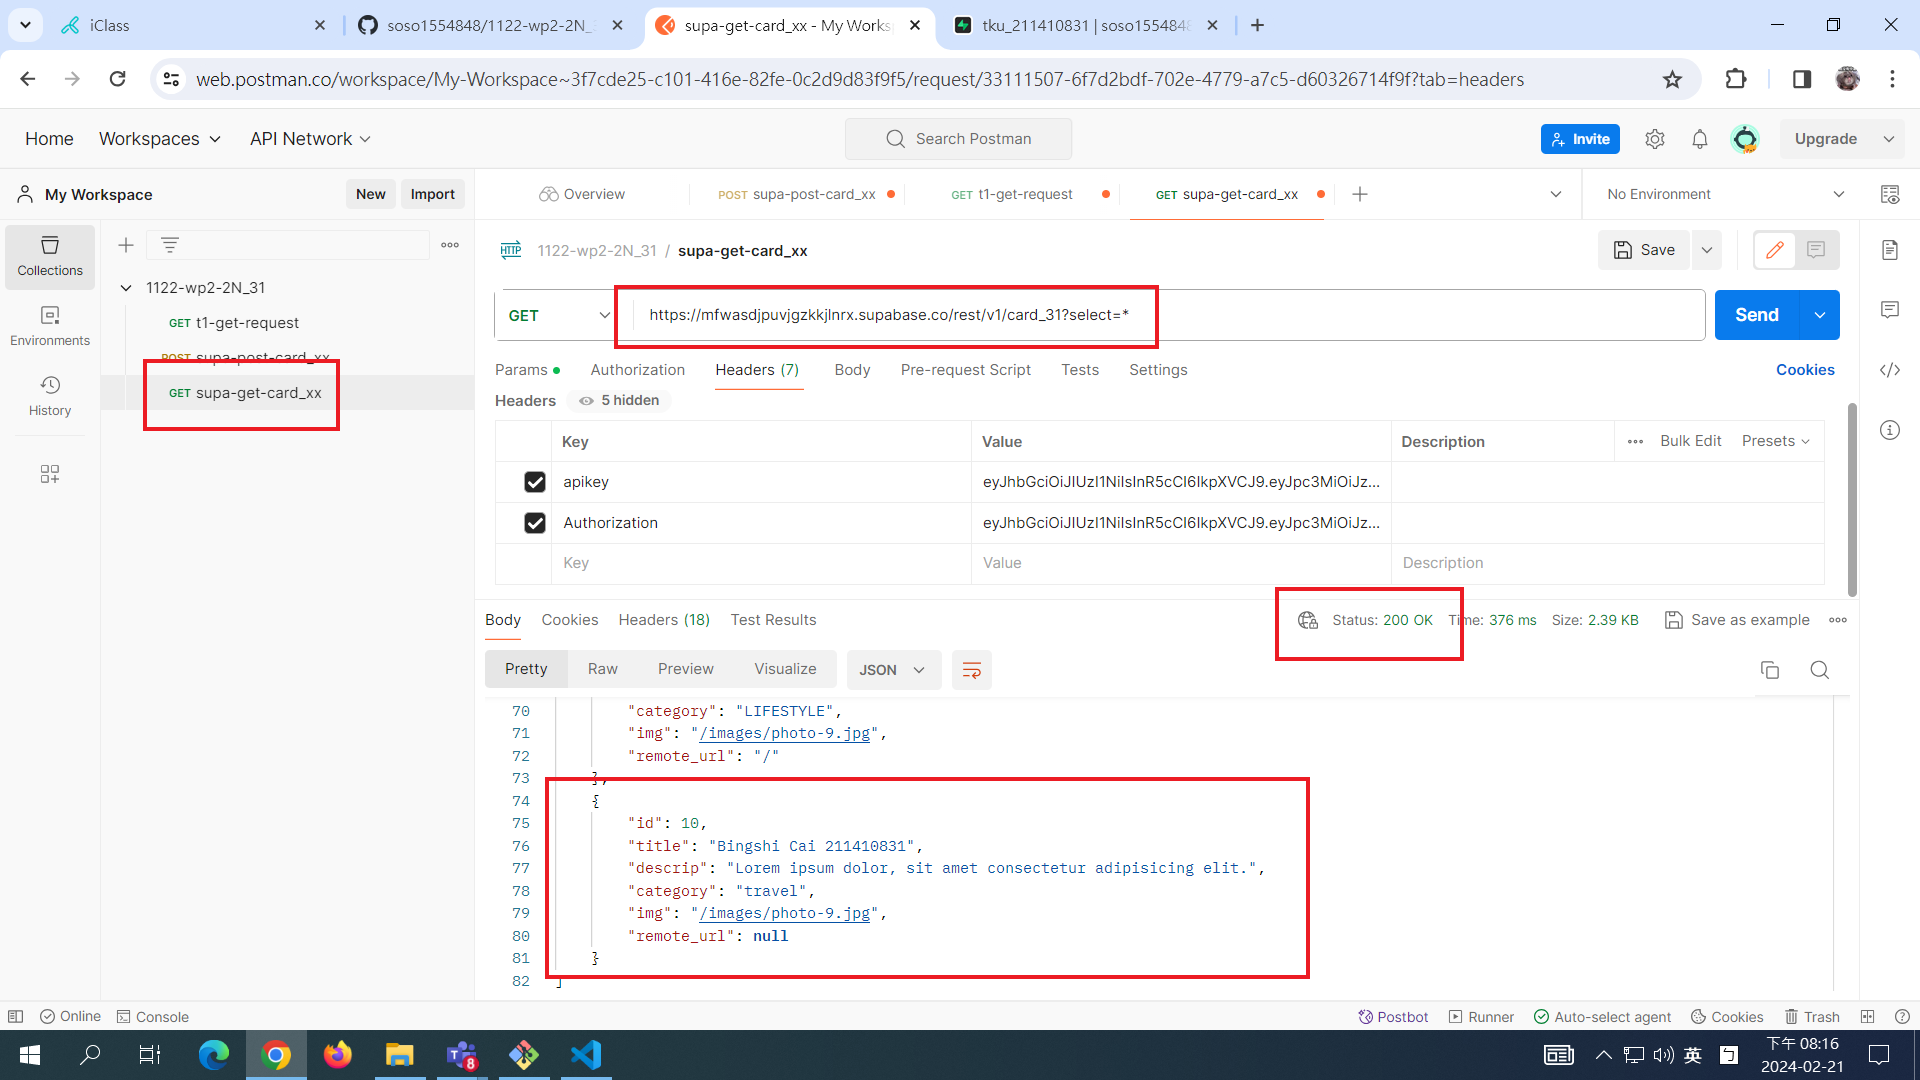 iClass
soso1554848/1122-wp2-2N_
supa-get-card_xx - My Works
tku_211410831 | soso155484
web.postman.co/workspace/My-Workspace~3f7cde25-c101-416e-82fe-0c2d9d83f9f5/request/33111507-6f7d2bdf-702e-4779-a7c5-d60326714f9f?tab=headers
Home Workspaces API Network Search Postman Invite Upgrade
My Workspace New Import
Overview POST supa-post-card_xx GET t1-get-request GET supa-get-card_xx No Environment
Collections
Environments
History
1122-wp2-2N_31
GET t1-get-request
POST supa-post-card_xx
GET supa-get-card_xx
HTTP 1122-wp2-2N_31 / supa-get-card_xx Save
GET https://mfwasdjpuvjgzkkjlnrx.supabase.co/rest/v1/card_31?select=* Send
Params Authorization Headers (7) Body Pre-request Script Tests Settings Cookies
Headers 5 hidden
Key Value Description Bulk Edit Presets
apikey eyJhbGciOiJIUzI1NiIsInR5cCI6IkpXVCJ9.eyJpc3MiOiJz...
Authorization eyJhbGciOiJIUzI1NiIsInR5cCI6IkpXVCJ9.eyJpc3MiOiJz...
Key Value Description
Body Cookies Headers (18) Test Results Status: 200 OK Time: 376 ms Size: 2.39 KB Save as example
Pretty Raw Preview Visualize JSON
70 "category": "LIFESTYLE",
71 "img": "/images/photo-9.jpg",
72 "remote_url": "/"
73 },
74 {
75 "id": 10,
76 "title": "Bingshi Cai 211410831",
77 "descrip": "Lorem ipsum dolor, sit amet consectetur adipisicing elit.",
78 "category": "travel",
79 "img": "/images/photo-9.jpg",
80 "remote_url": null
81 }
82 ]
Online Console Postbot Runner Auto-select agent Cookies Trash
8
英
下午 08:16
2024-02-21